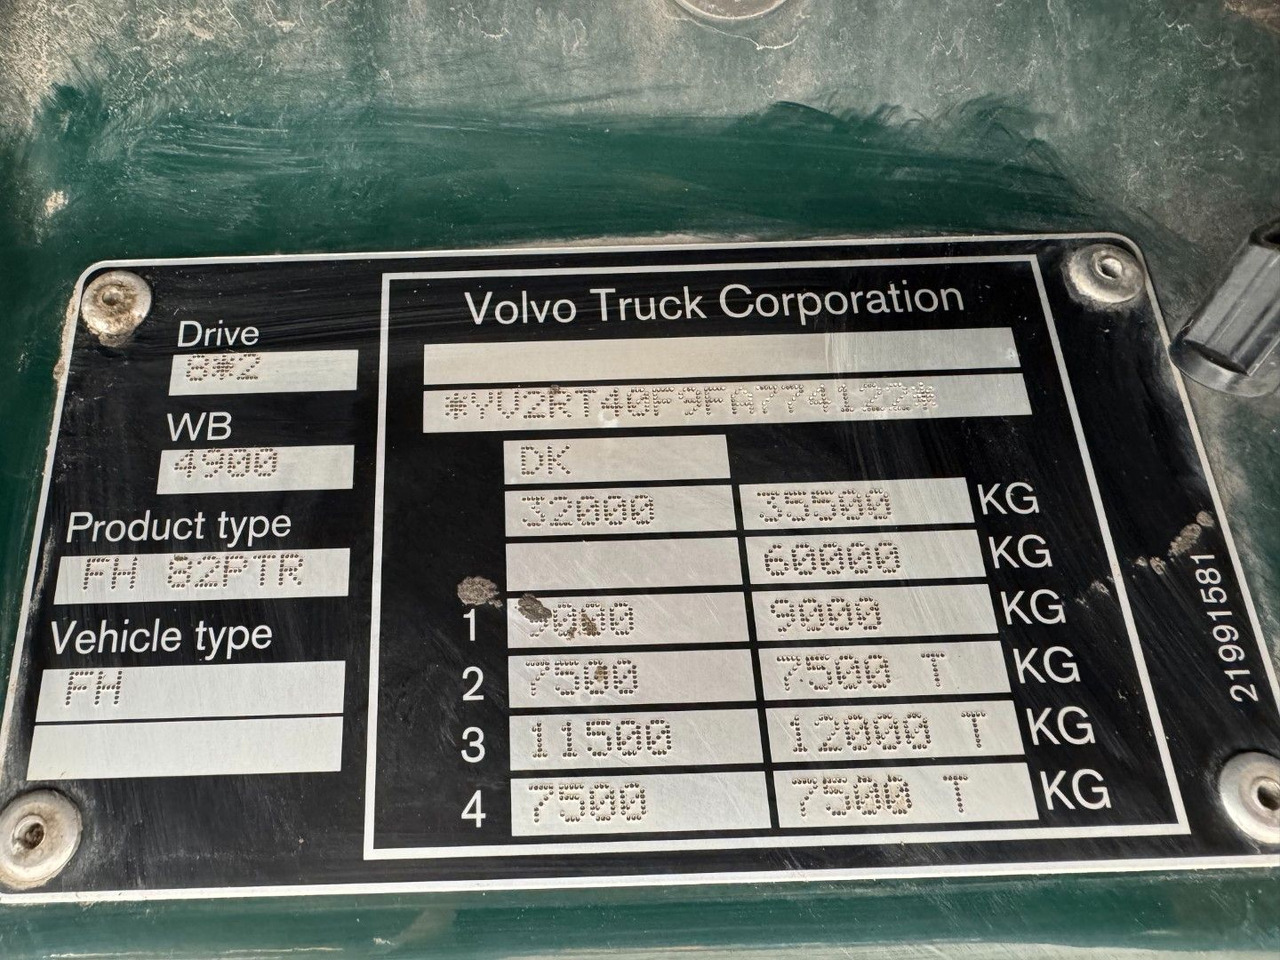 Volvo Truck Corporation
Drive
8*2
*YV2RT40F9FA774122*
WB
4900
DK
32000 35500 KG
Product type
FH 82PTR
60000 KG
1 9000 9000 KG
Vehicle type
FH
2 7500 7500 T KG
3 11500 12000 T KG
4 7500 7500 T KG
21991581